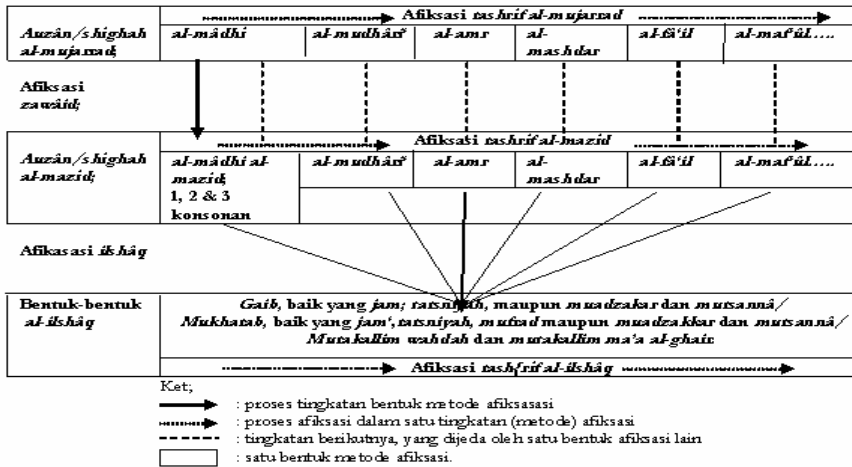 Afiksasi tashrif al-mujarrad
Auzân/shighah al-mâdhi al-mudhâri‘ al-amr al- al-fâ‘il al-maf‘ûl....
al-mujarrad; mashdar
Afiksasi
zawâid;
Afiksasi tashrif al-mazid
Auzân/shighah al-mâdhi al- al-mudhâri‘ al-amr al- al-fâ‘il al-maf‘ûl....
al-mazid; mazid; mashdar
1, 2 & 3
konsonan
Afikasasi ilshâq
Bentuk-bentuk Gaib, baik yang jam; tatsniyah, maupun muadzakar dan mutsannâ/
al-ilshâq Mukhatab, baik yang jam‘, tatsniyah, mufrad maupun muadzakkar dan mutsannâ/
Mutakallim wahdah dan mutakallim ma’a al-ghair.
Afiksasi al-ilshâq
Ket;
: proses tingkatan bentuk metode afiksasasi
: proses afiksasi dalam satu tingkatan (metode) afiksasi
: tingkatan berikutnya, yang dijeda oleh satu bentuk afiksasi lain
: satu bentuk metode afiksasi.